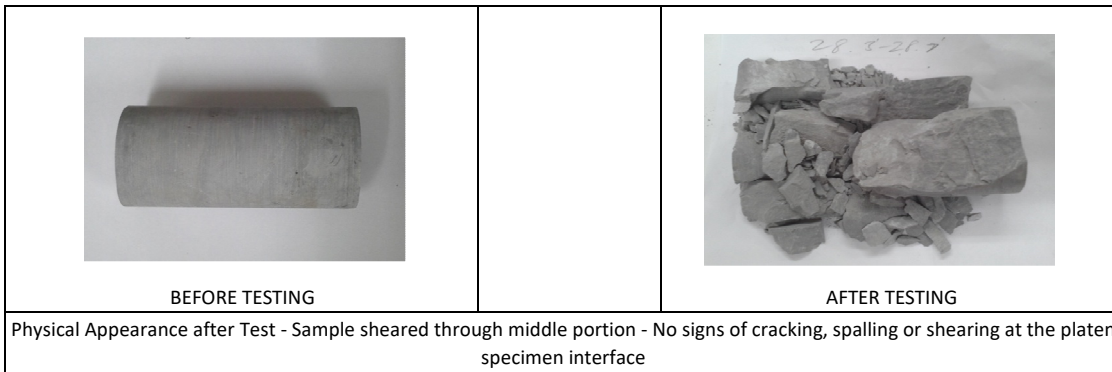 BEFORE TESTING
AFTER TESTING
Physical Appearance after Test - Sample sheared through middle portion - No signs of cracking, spalling or shearing at the platen
specimen interface